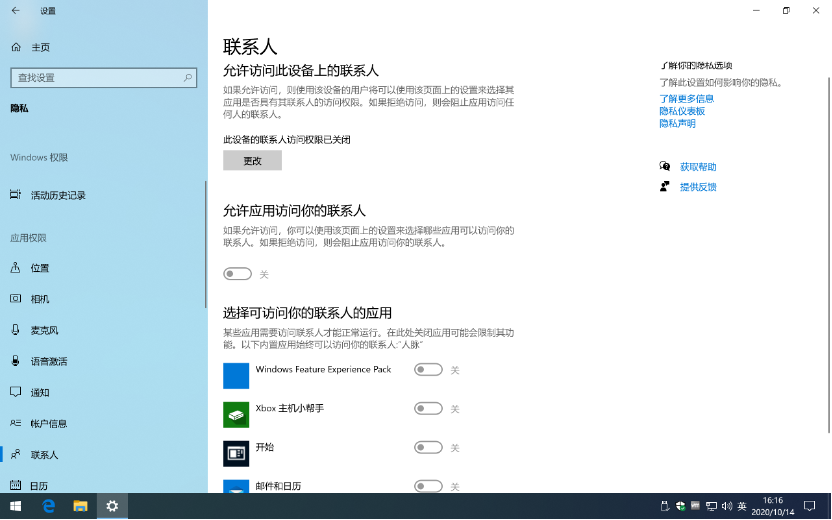 设置
主页
查找设置
隐私
Windows 权限
活动历史记录
应用权限
位置
相机
麦克风
语音激活
通知
帐户信息
联系人
日历
联系人
允许访问此设备上的联系人
如果允许访问，则使用该设备的用户将可以使用该页面上的设置来选择其
应用是否具有其联系人的访问权限。如果拒绝访问，则会阻止应用访问任
何人的联系人。
此设备的联系人访问权限已关闭
更改
允许应用访问你的联系人
如果允许访问，你可以使用该页面上的设置来选择哪些应用可以访问你的
联系人。如果拒绝访问，则会阻止应用访问你的联系人。
关
选择可访问你的联系人的应用
某些应用需要访问联系人才能正常运行。在此处关闭应用可能会限制其功
能。以下内置应用始终可以访问你的联系人:“人脉”
Windows Feature Experience Pack 关
Xbox 主机小帮手 关
开始 关
邮件和日历 关
了解你的隐私选项
了解此设置如何影响你的隐私。
了解更多信息
隐私仪表板
隐私声明
获取帮助
提供反馈
英
16:16
2020/10/14